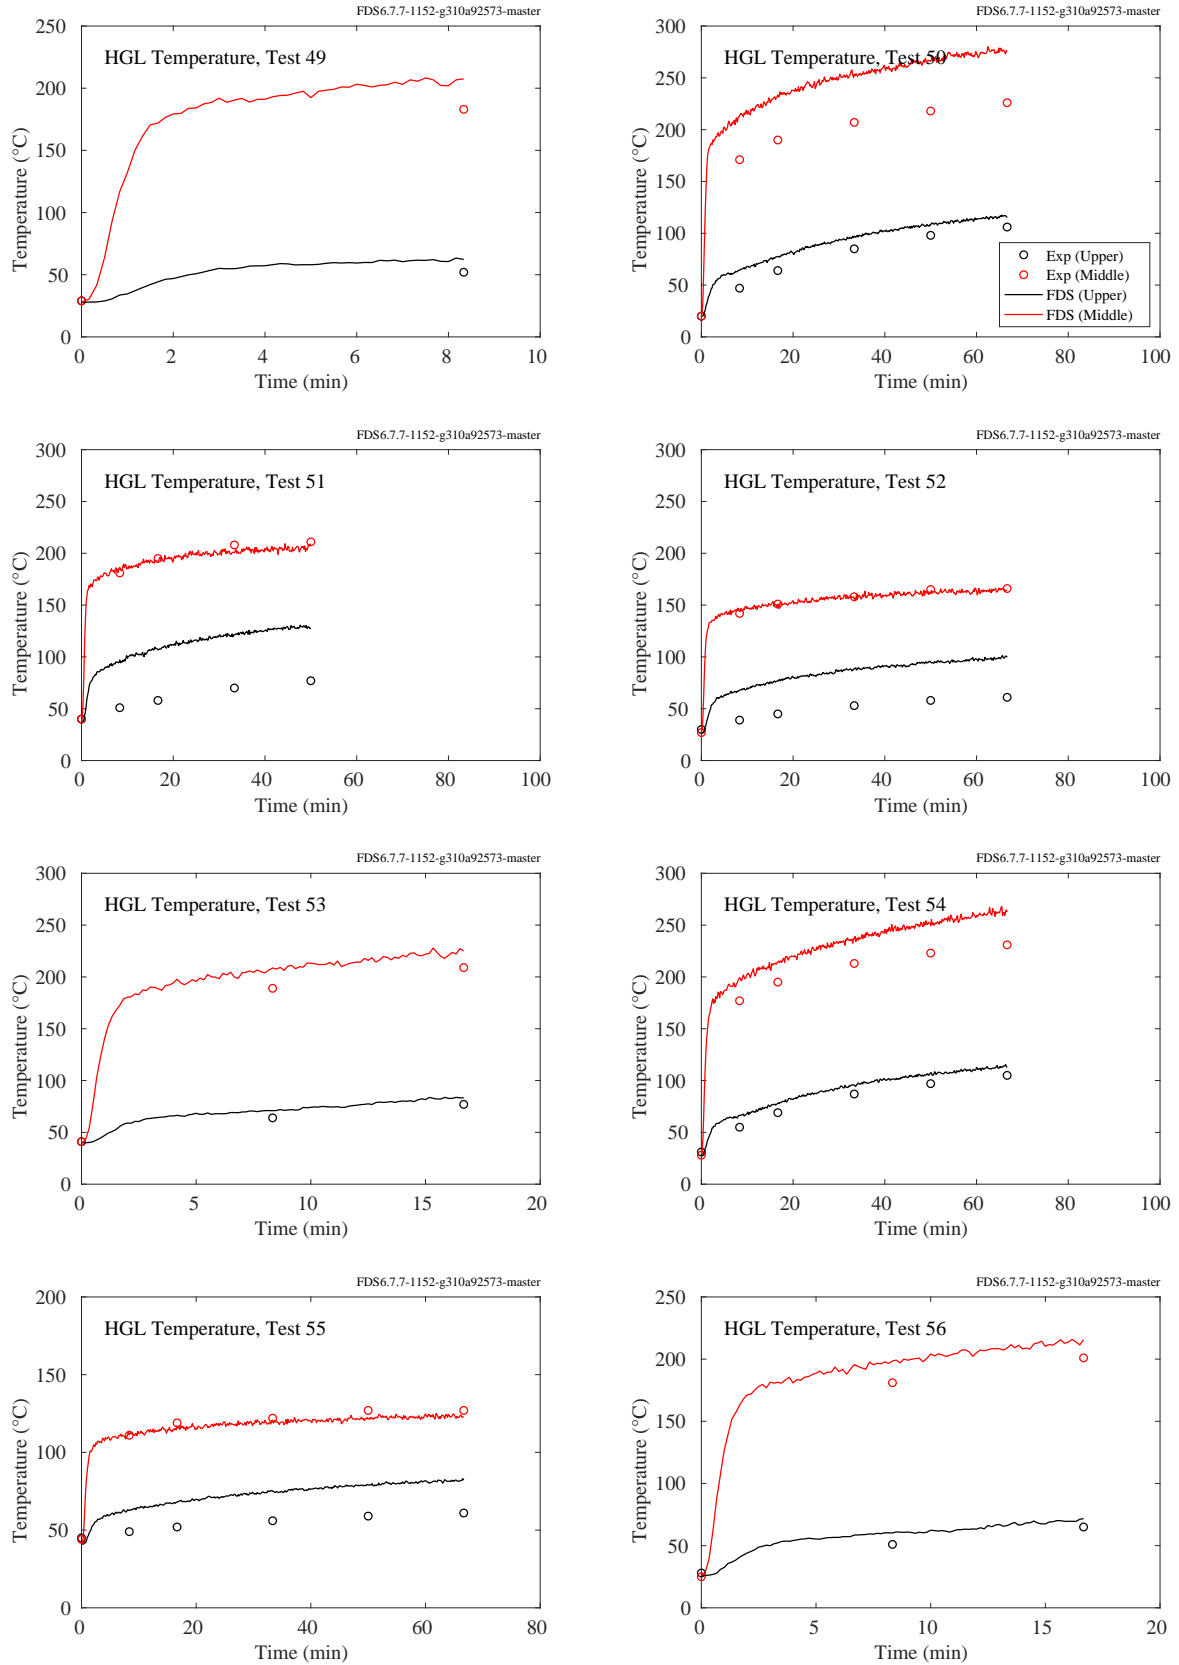 FDS6.7.7-1152-g310a92573-master
HGL Temperature, Test 49
Temperature (°C)
250
200
150
100
50
0
0 2 4 6 8 10
Time (min)
FDS6.7.7-1152-g310a92573-master
HGL Temperature, Test 50
Temperature (°C)
300
250
200
150
100
50
0
Exp (Upper)
Exp (Middle)
FDS (Upper)
FDS (Middle)
0 20 40 60 80 100
Time (min)
FDS6.7.7-1152-g310a92573-master
HGL Temperature, Test 51
Temperature (°C)
300
250
200
150
100
50
0
0 20 40 60 80 100
Time (min)
FDS6.7.7-1152-g310a92573-master
HGL Temperature, Test 52
Temperature (°C)
300
250
200
150
100
50
0
0 20 40 60 80 100
Time (min)
FDS6.7.7-1152-g310a92573-master
HGL Temperature, Test 53
Temperature (°C)
300
250
200
150
100
50
0
0 5 10 15 20
Time (min)
FDS6.7.7-1152-g310a92573-master
HGL Temperature, Test 54
Temperature (°C)
300
250
200
150
100
50
0
0 20 40 60 80 100
Time (min)
FDS6.7.7-1152-g310a92573-master
HGL Temperature, Test 55
Temperature (°C)
200
150
100
50
0
0 20 40 60 80
Time (min)
FDS6.7.7-1152-g310a92573-master
HGL Temperature, Test 56
Temperature (°C)
250
200
150
100
50
0
0 5 10 15 20
Time (min)